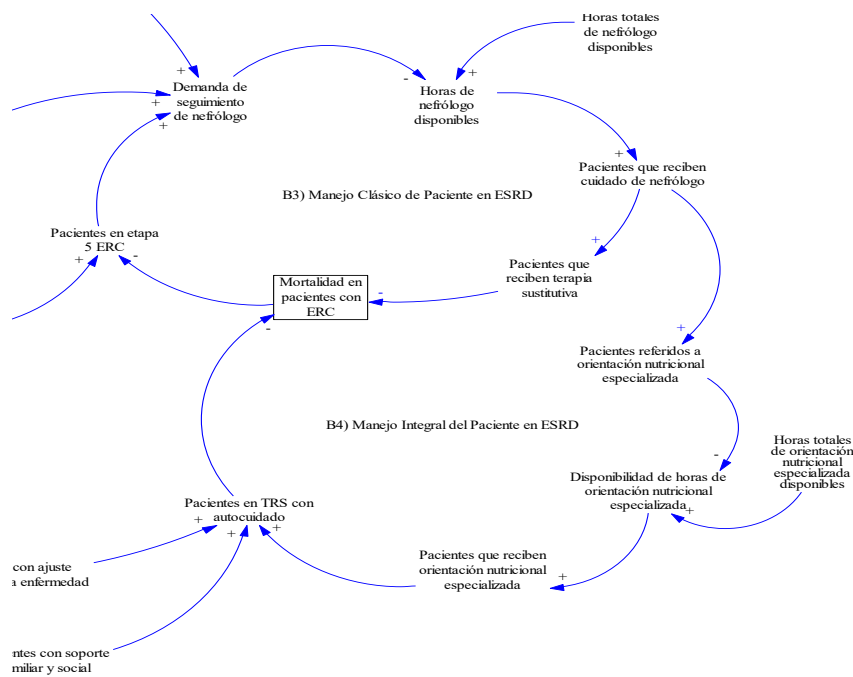 Horas totales
de nefrólogo
disponibles
+
+
-
+
Demanda de
seguimiento
de nefrólogo
+
+
Horas de
nefrólogo
disponibles
+
Pacientes que reciben
cuidado de nefrólogo
B3) Manejo Clásico de Paciente en ESRD
Pacientes en etapa
5 ERC
+
-
+
Pacientes que
reciben terapia
sustitutiva
Mortalidad en
pacientes con
ERC
-
-
+
Pacientes referidos a
orientación nutricional
especializada
B4) Manejo Integral del Paciente en ESRD
-
Horas totales
de orientación
nutricional
especializada
disponibles
Disponibilidad de horas de
orientación nutricional
especializada
+
Pacientes en TRS con
autocuidado
+
+
+
Pacientes que reciben
orientación nutricional
especializada
+
con ajuste
a enfermedad
ntes con soporte
miliar y social